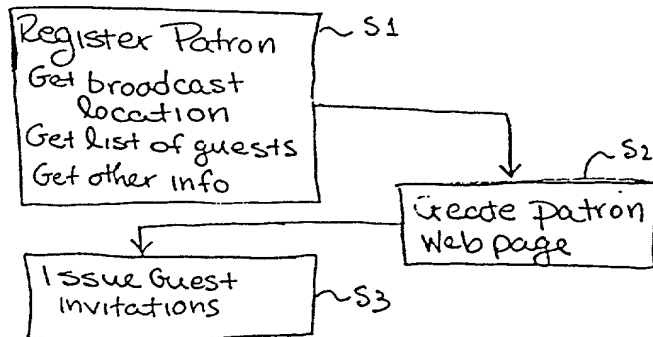 Register Patron
Get broadcast
location
Get list of guests
Get other info
S1
S2
Create patron
Web page
Issue Guest
invitations
S3